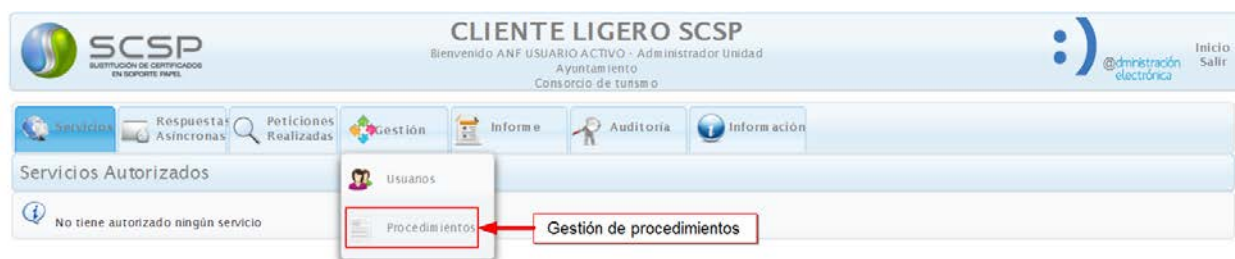 SCSP
SUSTITUCIÓN DE CERTIFICADOS
EN SOPORTE PAPEL
CLIENTE LIGERO SCSP
Bienvenido ANF USUARIO ACTIVO - Administrador Unidad
Ayuntamiento
Consorcio de turismo
:)
@dministración
electrónica
Inicio
Salir
Servicios
Respuestas
Asíncronas
Peticiones
Realizadas
Gestión
Informe
Auditoría
Información
Servicios Autorizados
Usuarios
No tiene autorizado ningún servicio
Procedimientos
Gestión de procedimientos